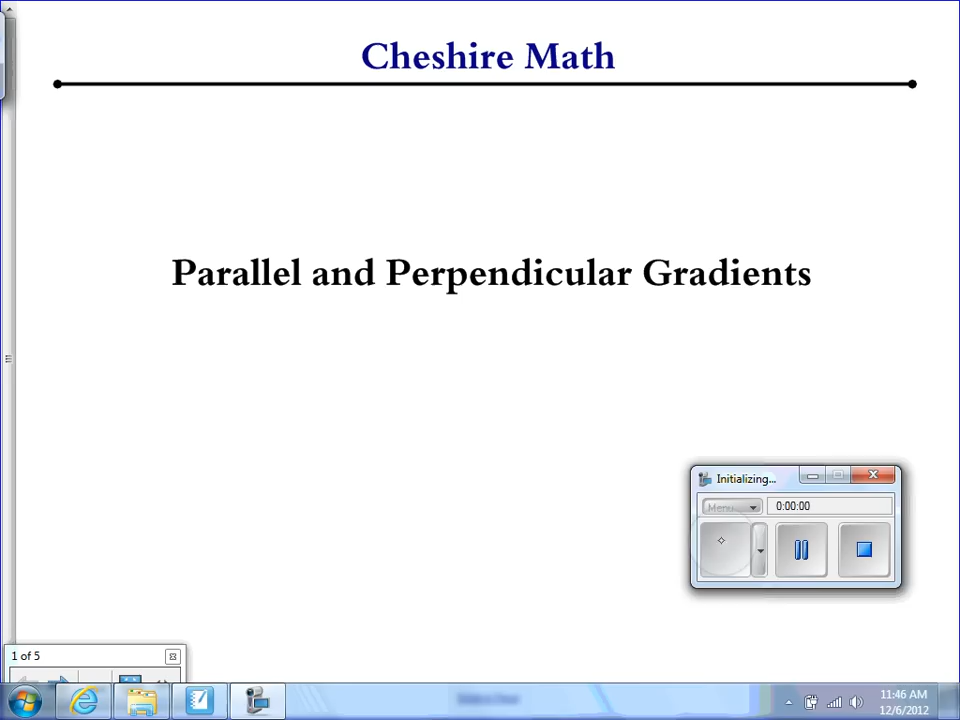 Cheshire Math
Parallel and Perpendicular Gradients
Initializing...
Menu
0:00:00
1 of 5
11:46 AM
12/6/2012